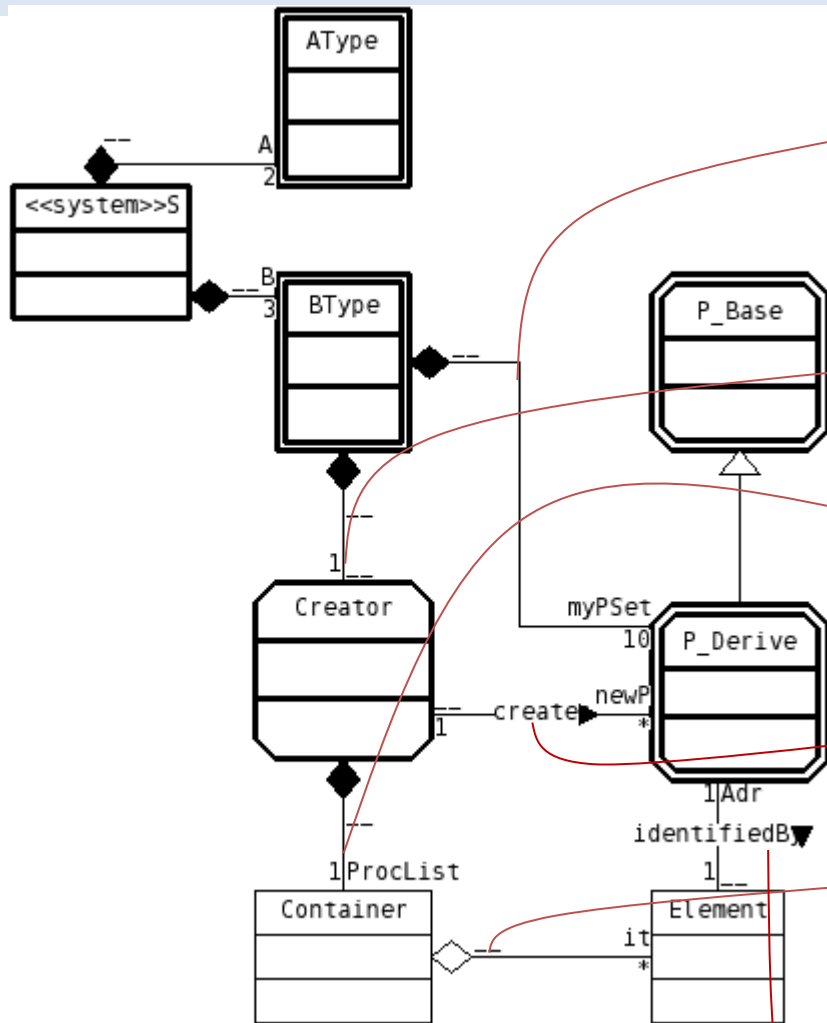 AType
--
A
2
<<system>>S
B
--
3
BType
P_Base
--
--
1
--
Creator
myPSet
10
P_Derive
newP
--
create
1
*
1 Adr
identifiedBy
--
1 ProcList
1
--
Container
Element
it
--
*